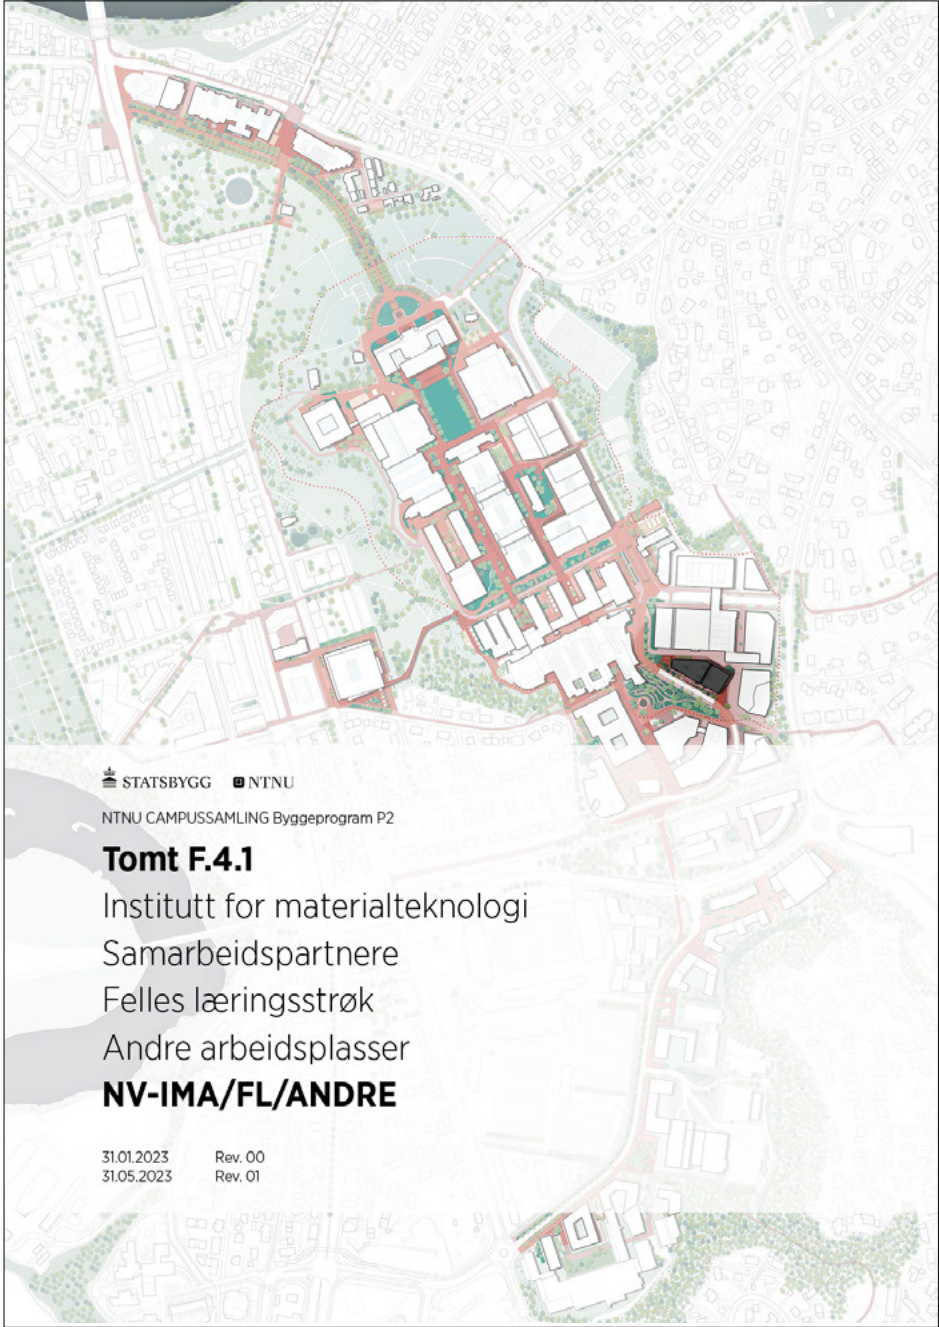 STATSBYGG NTNU
NTNU CAMPUSSAMLING Byggeprogram P2
Tomt F.4.1
Institutt for materialteknologi
Samarbeidspartnere
Felles læringsstrøk
Andre arbeidsplasser
NV-IMA/FL/ANDRE
31.01.2023 Rev. 00
31.05.2023 Rev. 01